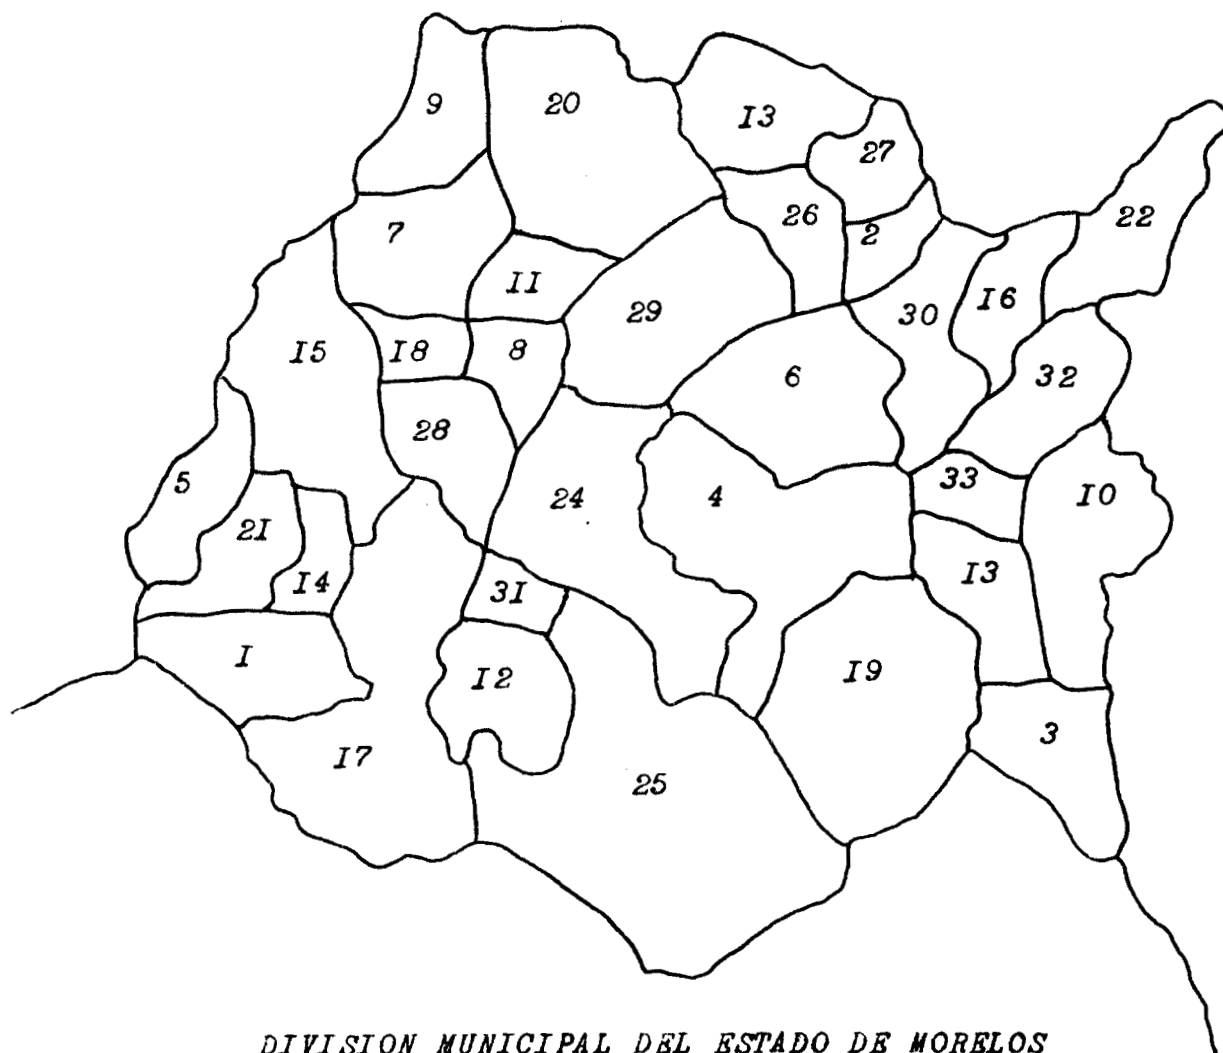 9 20 I3 27
7 26 2 22
II 29 30 I6
I5 I8 8 6 32
5 28 24 4 33 I0
2I I4 3I I3
I I2 I9
I7 25 3
DIVISION MUNICIPAL DEL ESTADO DE MORELOS